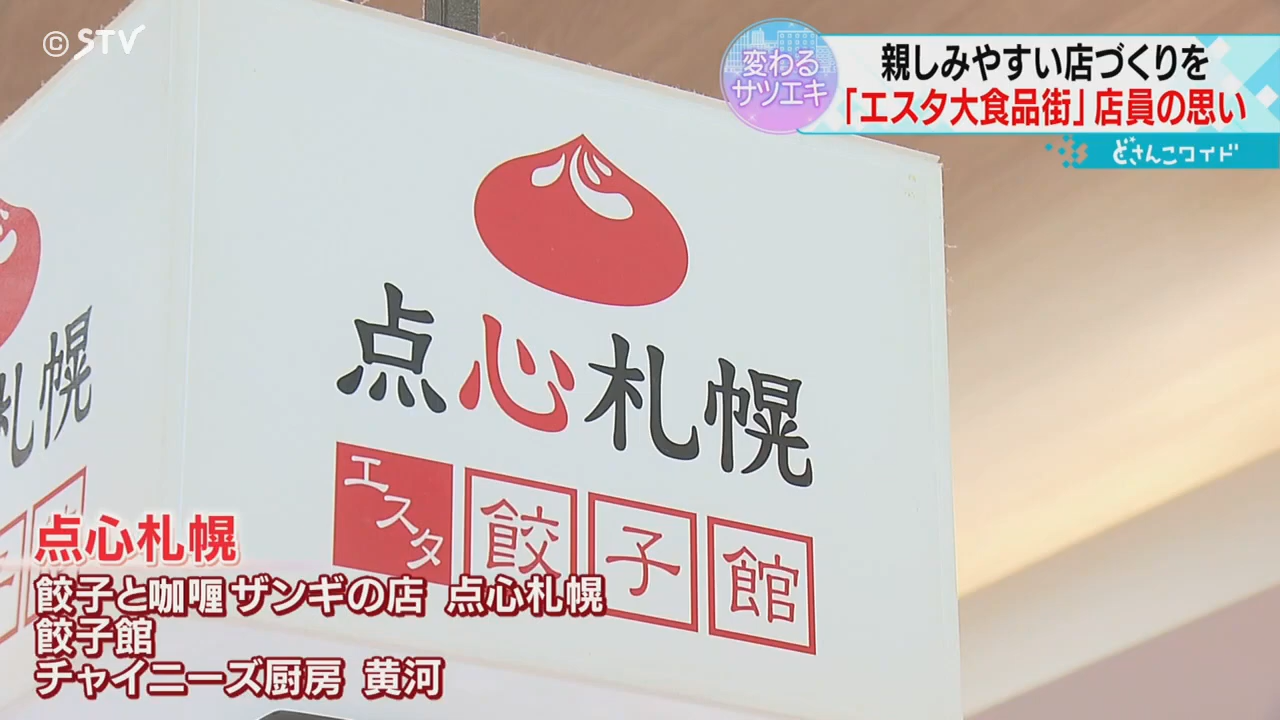 © STV
変わる
サツエキ
親しみやすい店づくりを
「エスタ大食品街」店員の思い
どさんこワイド
点心札幌
エスタ
餃子館
札幌
点心札幌
餃子と咖喱ザンギの店 点心札幌
餃子館
チャイニーズ厨房 黄河